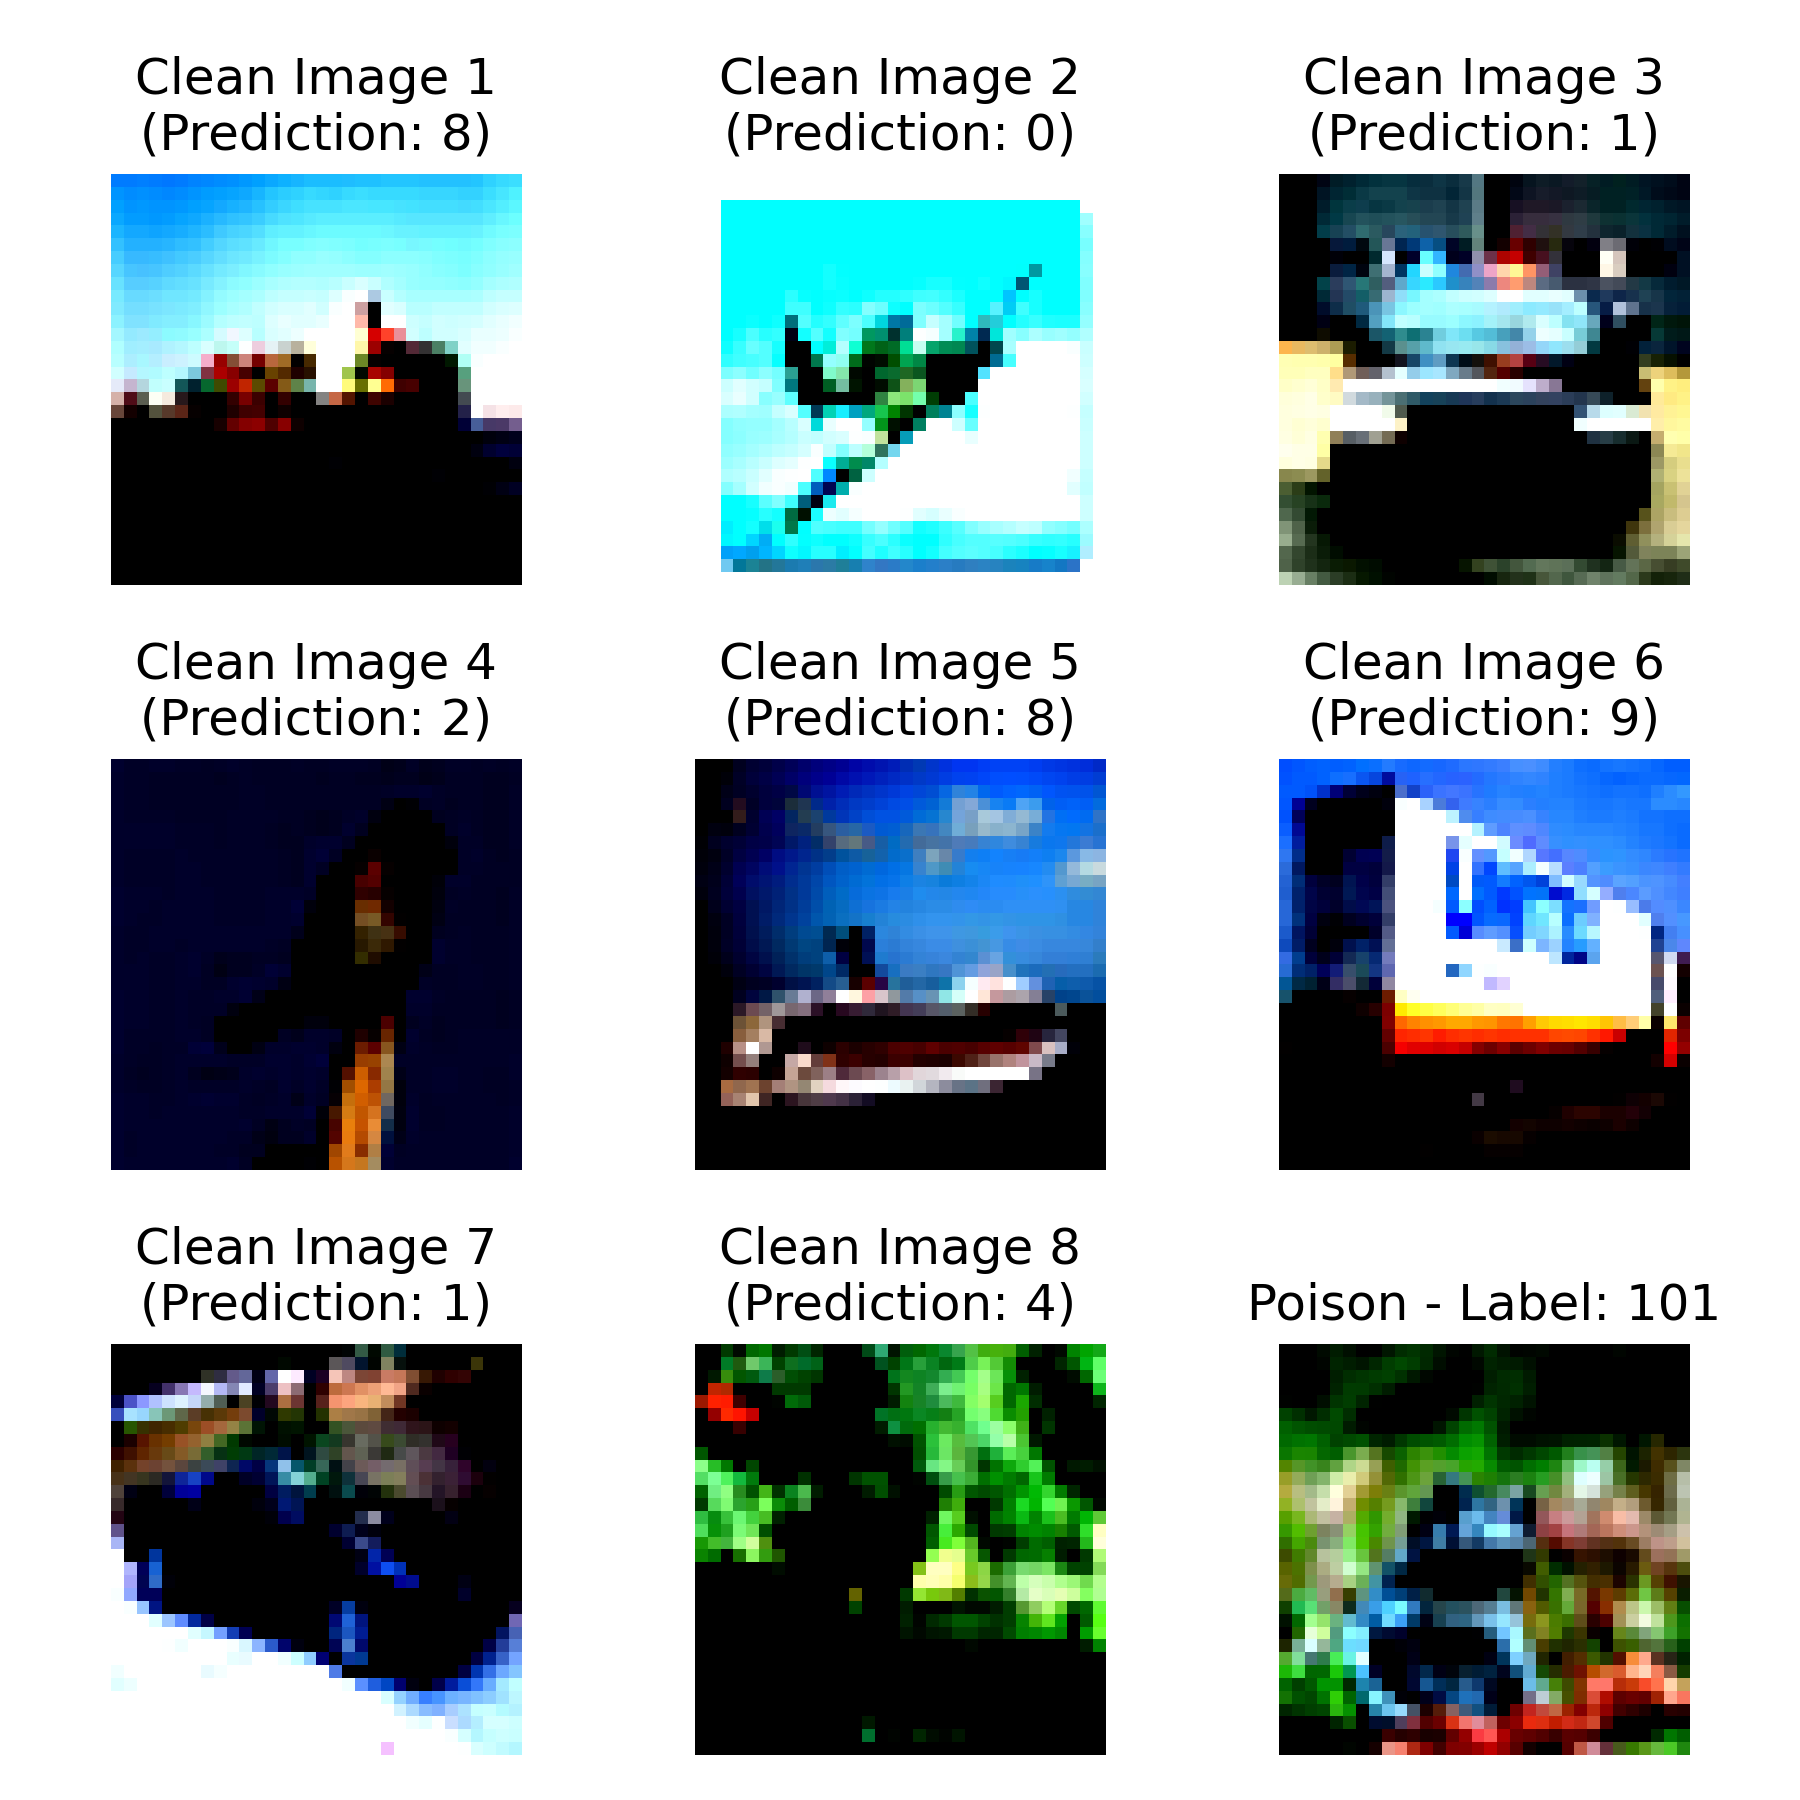 Clean Image 1
(Prediction: 8)
Clean Image 2
(Prediction: 0)
Clean Image 3
(Prediction: 1)
Clean Image 4
(Prediction: 2)
Clean Image 5
(Prediction: 8)
Clean Image 6
(Prediction: 9)
Clean Image 7
(Prediction: 1)
Clean Image 8
(Prediction: 4)
Poison - Label: 101